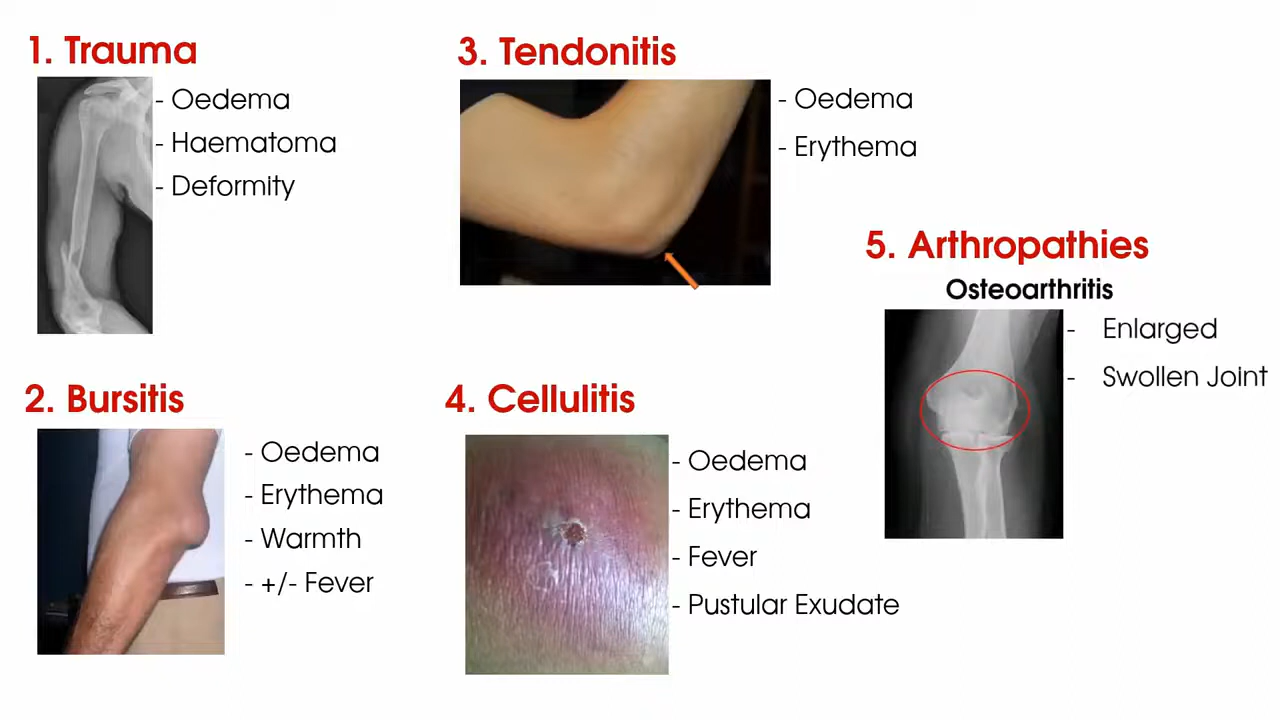 1. Trauma
- Oedema
- Haematoma
- Deformity
2. Bursitis
- Oedema
- Erythema
- Warmth
- +/- Fever
3. Tendonitis
- Oedema
- Erythema
4. Cellulitis
- Oedema
- Erythema
- Fever
- Pustular Exudate
5. Arthropathies
Osteoarthritis
- Enlarged
- Swollen Joint